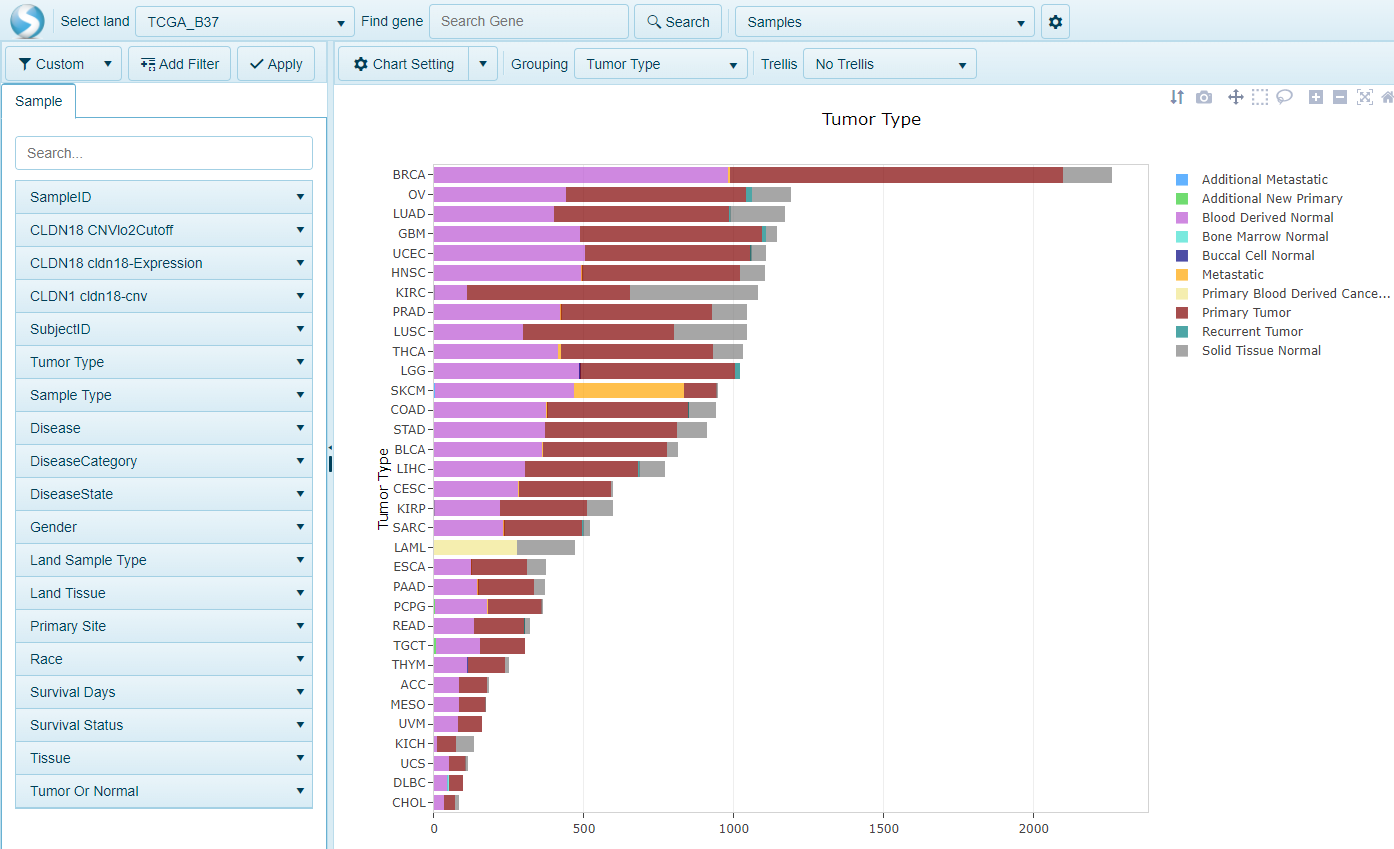 Select land TCGA_B37 Find gene Search Gene Search Samples
Custom Add Filter Apply Chart Setting Grouping Tumor Type Trellis No Trellis
Sample
Search...
SampleID
CLDN18 CNVlo2Cutoff
CLDN18 cldn18-Expression
CLDN1 cldn18-cnv
SubjectID
Tumor Type
Sample Type
Disease
DiseaseCategory
DiseaseState
Gender
Land Sample Type
Land Tissue
Primary Site
Race
Survival Days
Survival Status
Tissue
Tumor Or Normal
Tumor Type
Tumor Type
BRCA
OV
LUAD
GBM
UCEC
HNSC
KIRC
PRAD
LUSC
THCA
LGG
SKCM
COAD
STAD
BLCA
LIHC
CESC
KIRP
SARC
LAML
ESCA
PAAD
PCPG
READ
TGCT
THYM
ACC
MESO
UVM
KICH
UCS
DLBC
CHOL
0 500 1000 1500 2000
Additional Metastatic
Additional New Primary
Blood Derived Normal
Bone Marrow Normal
Buccal Cell Normal
Metastatic
Primary Blood Derived Cance...
Primary Tumor
Recurrent Tumor
Solid Tissue Normal